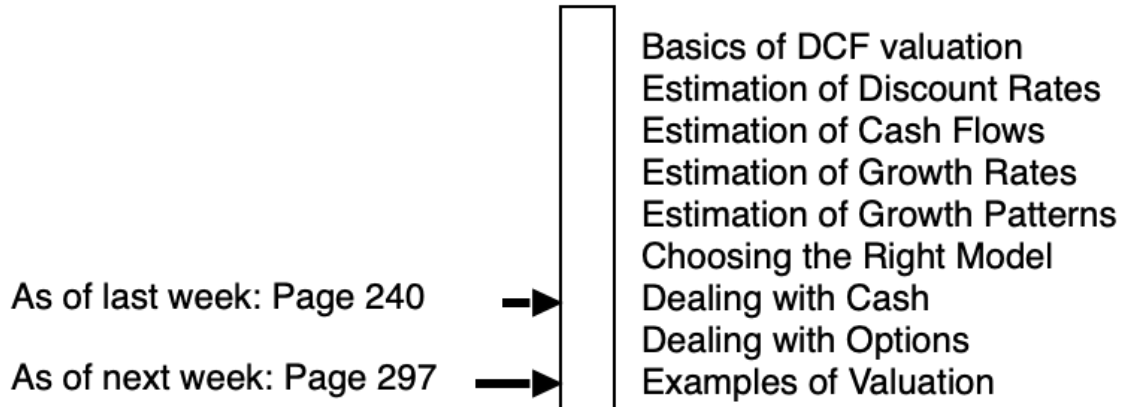 Basics of DCF valuation
Estimation of Discount Rates
Estimation of Cash Flows
Estimation of Growth Rates
Estimation of Growth Patterns
Choosing the Right Model
As of last week: Page 240
Dealing with Cash
Dealing with Options
As of next week: Page 297
Examples of Valuation